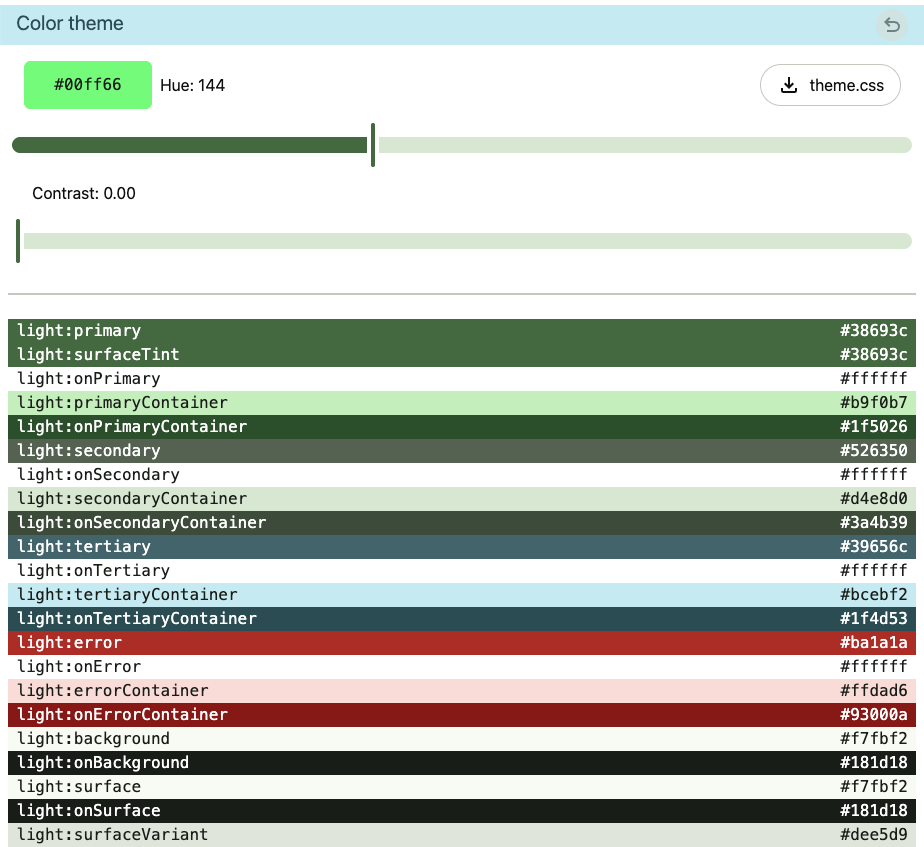 Color theme
#00ff66 Hue: 144 theme.css
Contrast: 0.00
light:primary #38693c
light:surfaceTint #38693c
light:onPrimary #ffffff
light:primaryContainer #b9f0b7
light:onPrimaryContainer #1f5026
light:secondary #526350
light:onSecondary #ffffff
light:secondaryContainer #d4e8d0
light:onSecondaryContainer #3a4b39
light:tertiary #39656c
light:onTertiary #ffffff
light:tertiaryContainer #bcebf2
light:onTertiaryContainer #1f4d53
light:error #ba1a1a
light:onError #ffffff
light:errorContainer #ffdad6
light:onErrorContainer #93000a
light:background #f7fbf2
light:onBackground #181d18
light:surface #f7fbf2
light:onSurface #181d18
light:surfaceVariant #dee5d9